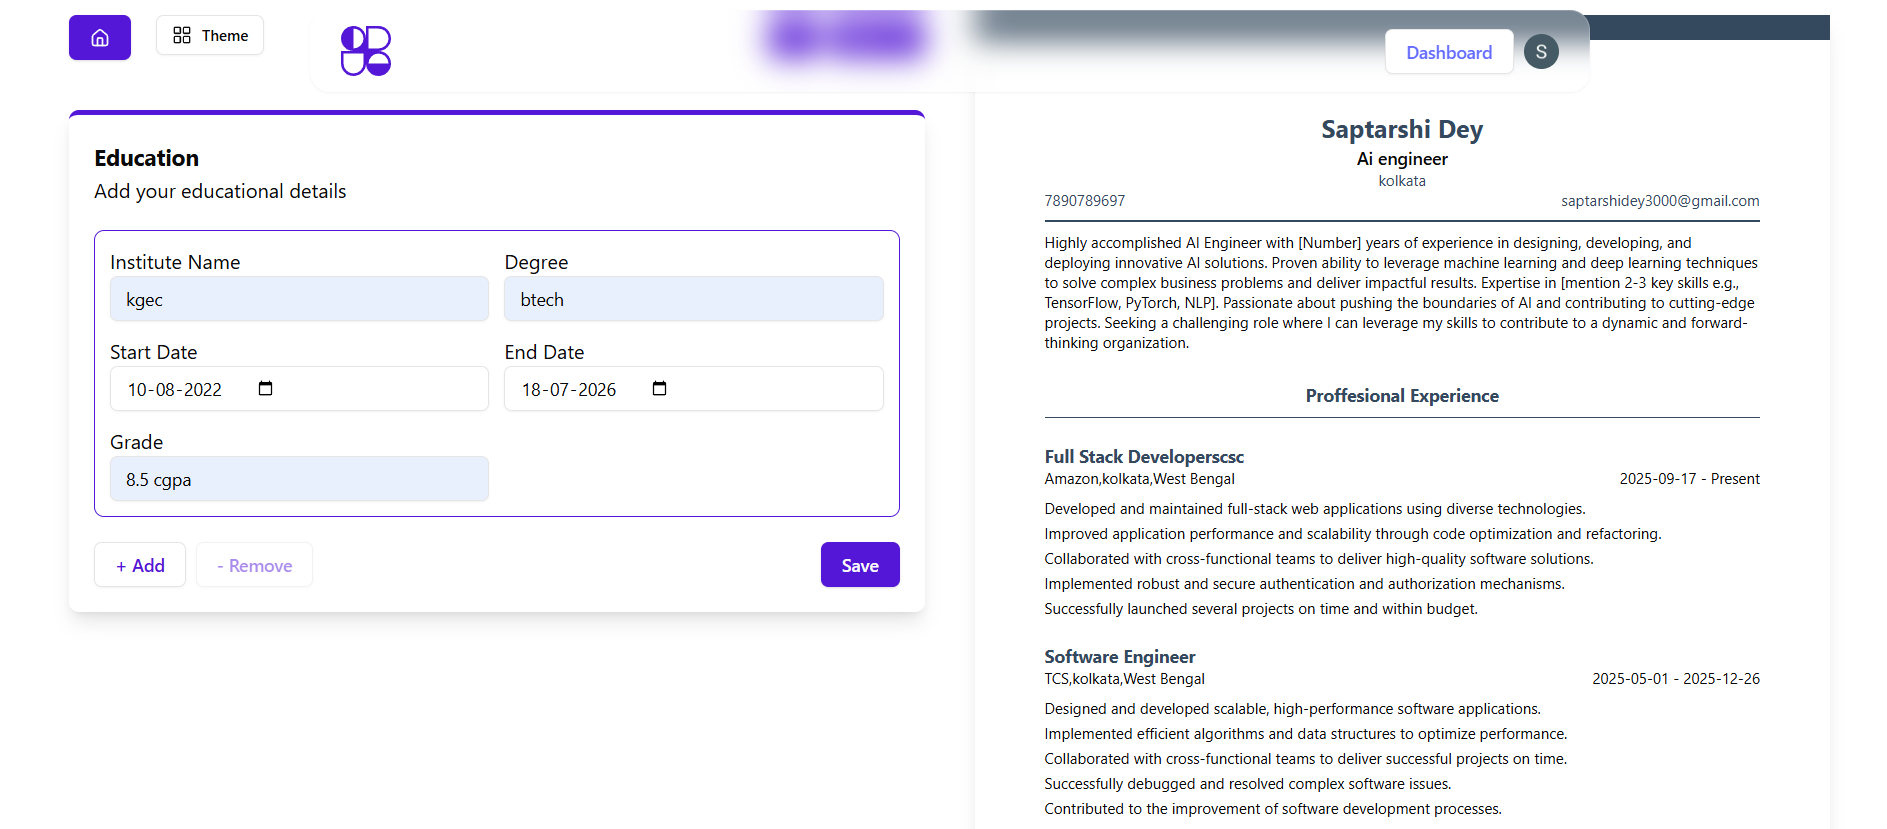 Theme
Dashboard
S
Education
Add your educational details
Institute Name
Degree
kgec
btech
Start Date
End Date
10-08-2022
18-07-2026
Grade
8.5 cgpa
+ Add
- Remove
Save
Saptarshi Dey
Ai engineer
kolkata
7890789697
saptarshidey3000@gmail.com
Highly accomplished AI Engineer with [Number] years of experience in designing, developing, and
deploying innovative AI solutions. Proven ability to leverage machine learning and deep learning techniques
to solve complex business problems and deliver impactful results. Expertise in [mention 2-3 key skills e.g.,
TensorFlow, PyTorch, NLP]. Passionate about pushing the boundaries of AI and contributing to cutting-edge
projects. Seeking a challenging role where I can leverage my skills to contribute to a dynamic and forward-
thinking organization.
Proffesional Experience
Full Stack Developerscsc
Amazon,kolkata,West Bengal
2025-09-17 - Present
Developed and maintained full-stack web applications using diverse technologies.
Improved application performance and scalability through code optimization and refactoring.
Collaborated with cross-functional teams to deliver high-quality software solutions.
Implemented robust and secure authentication and authorization mechanisms.
Successfully launched several projects on time and within budget.
Software Engineer
TCS,kolkata,West Bengal
2025-05-01 - 2025-12-26
Designed and developed scalable, high-performance software applications.
Implemented efficient algorithms and data structures to optimize performance.
Collaborated with cross-functional teams to deliver successful projects on time.
Successfully debugged and resolved complex software issues.
Contributed to the improvement of software development processes.